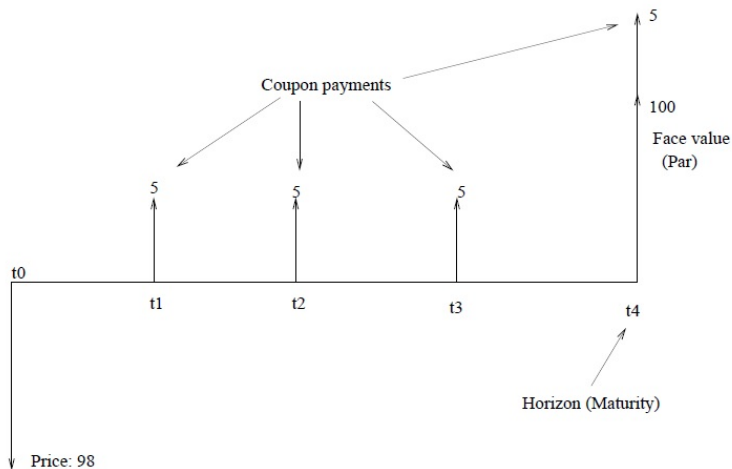 5
Coupon payments
100
Face value
(Par)
5
5
5
t0
t1
t2
t3
t4
Horizon (Maturity)
Price: 98